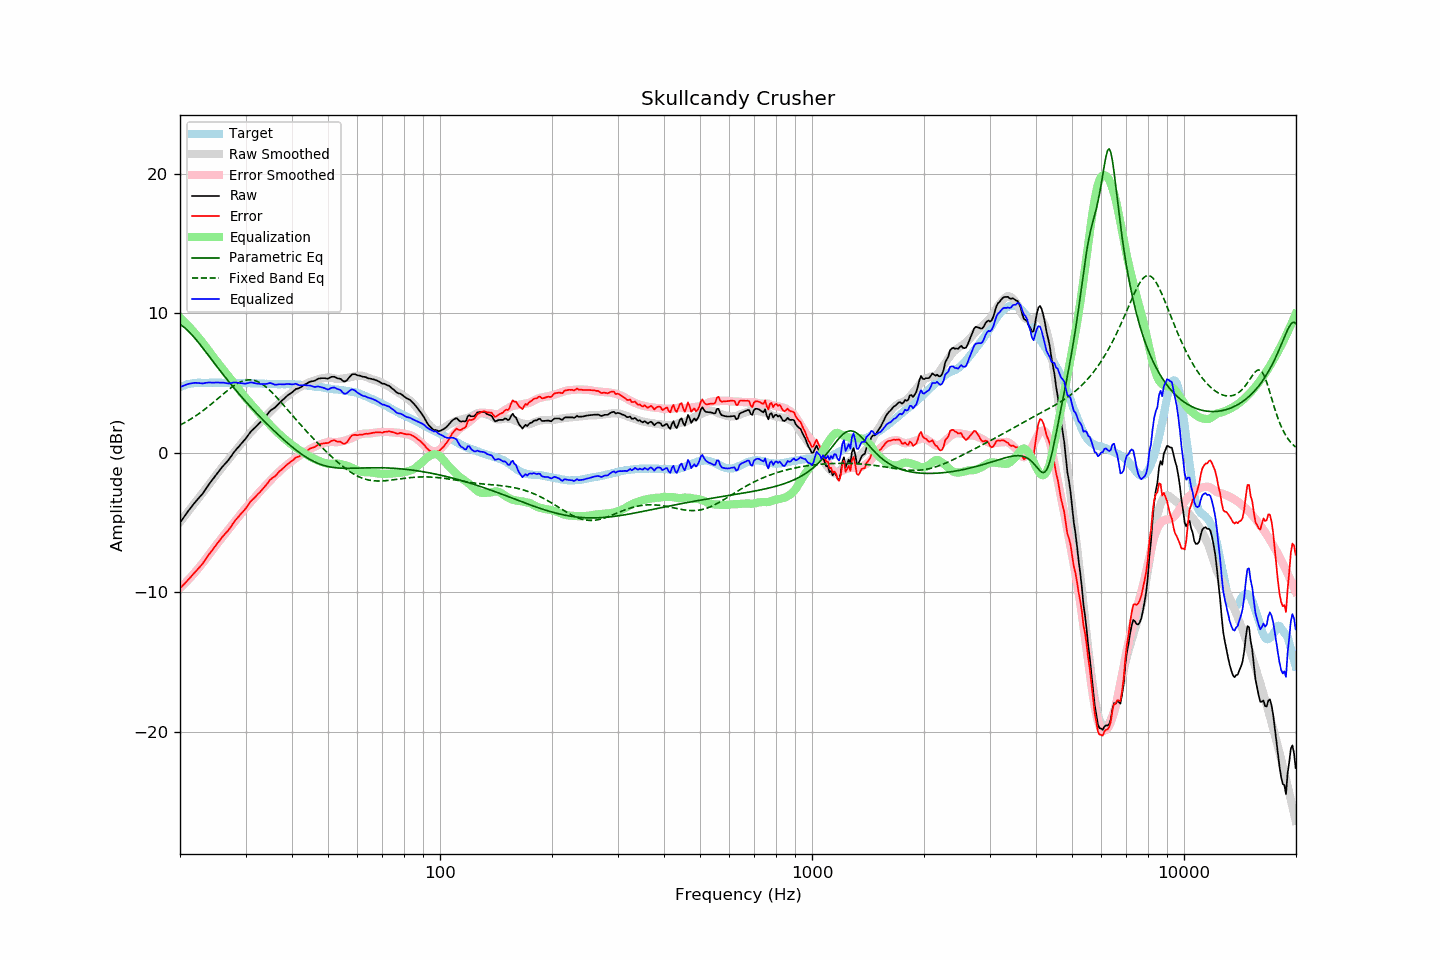 Skullcandy Crusher
Target
Raw Smoothed
Error Smoothed
Raw
Error
Equalization
Parametric Eq
Fixed Band Eq
Equalized
20
10
0
−10
−20
Amplitude (dBr)
100
1000
10000
Frequency (Hz)